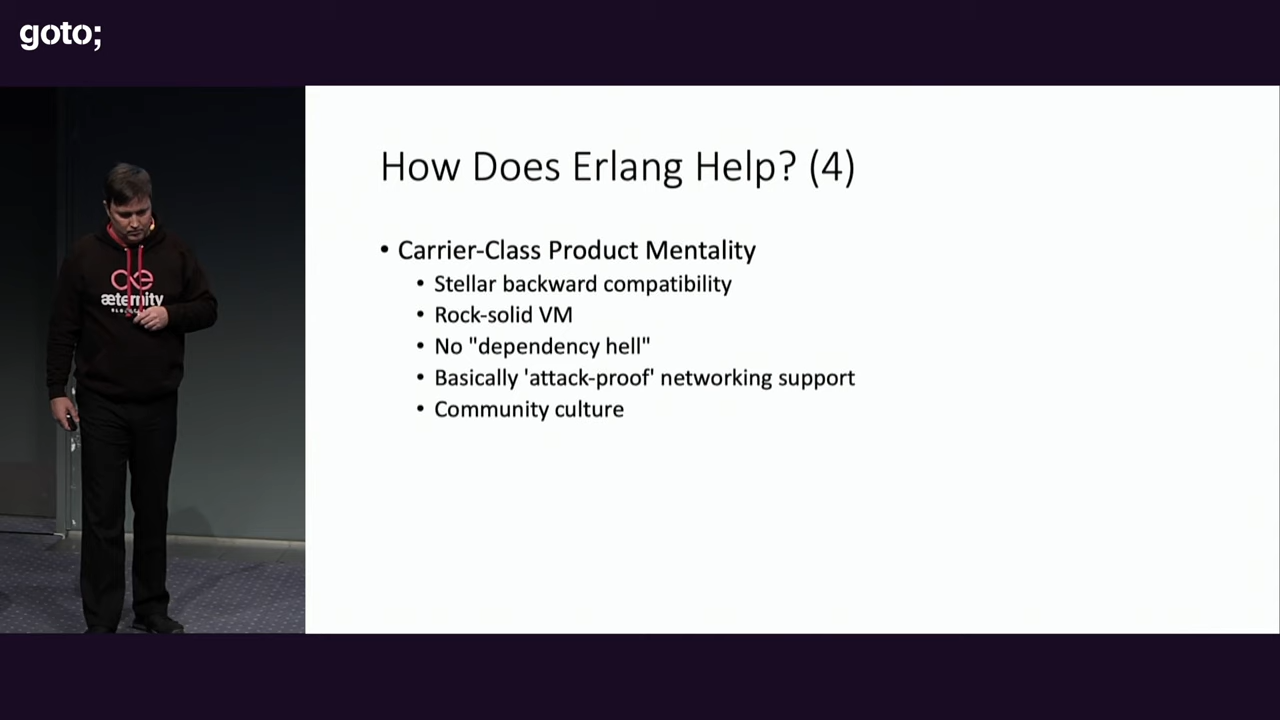 goto;
How Does Erlang Help? (4)
• Carrier-Class Product Mentality
• Stellar backward compatibility
• Rock-solid VM
• No "dependency hell"
• Basically 'attack-proof' networking support
• Community culture
æternity